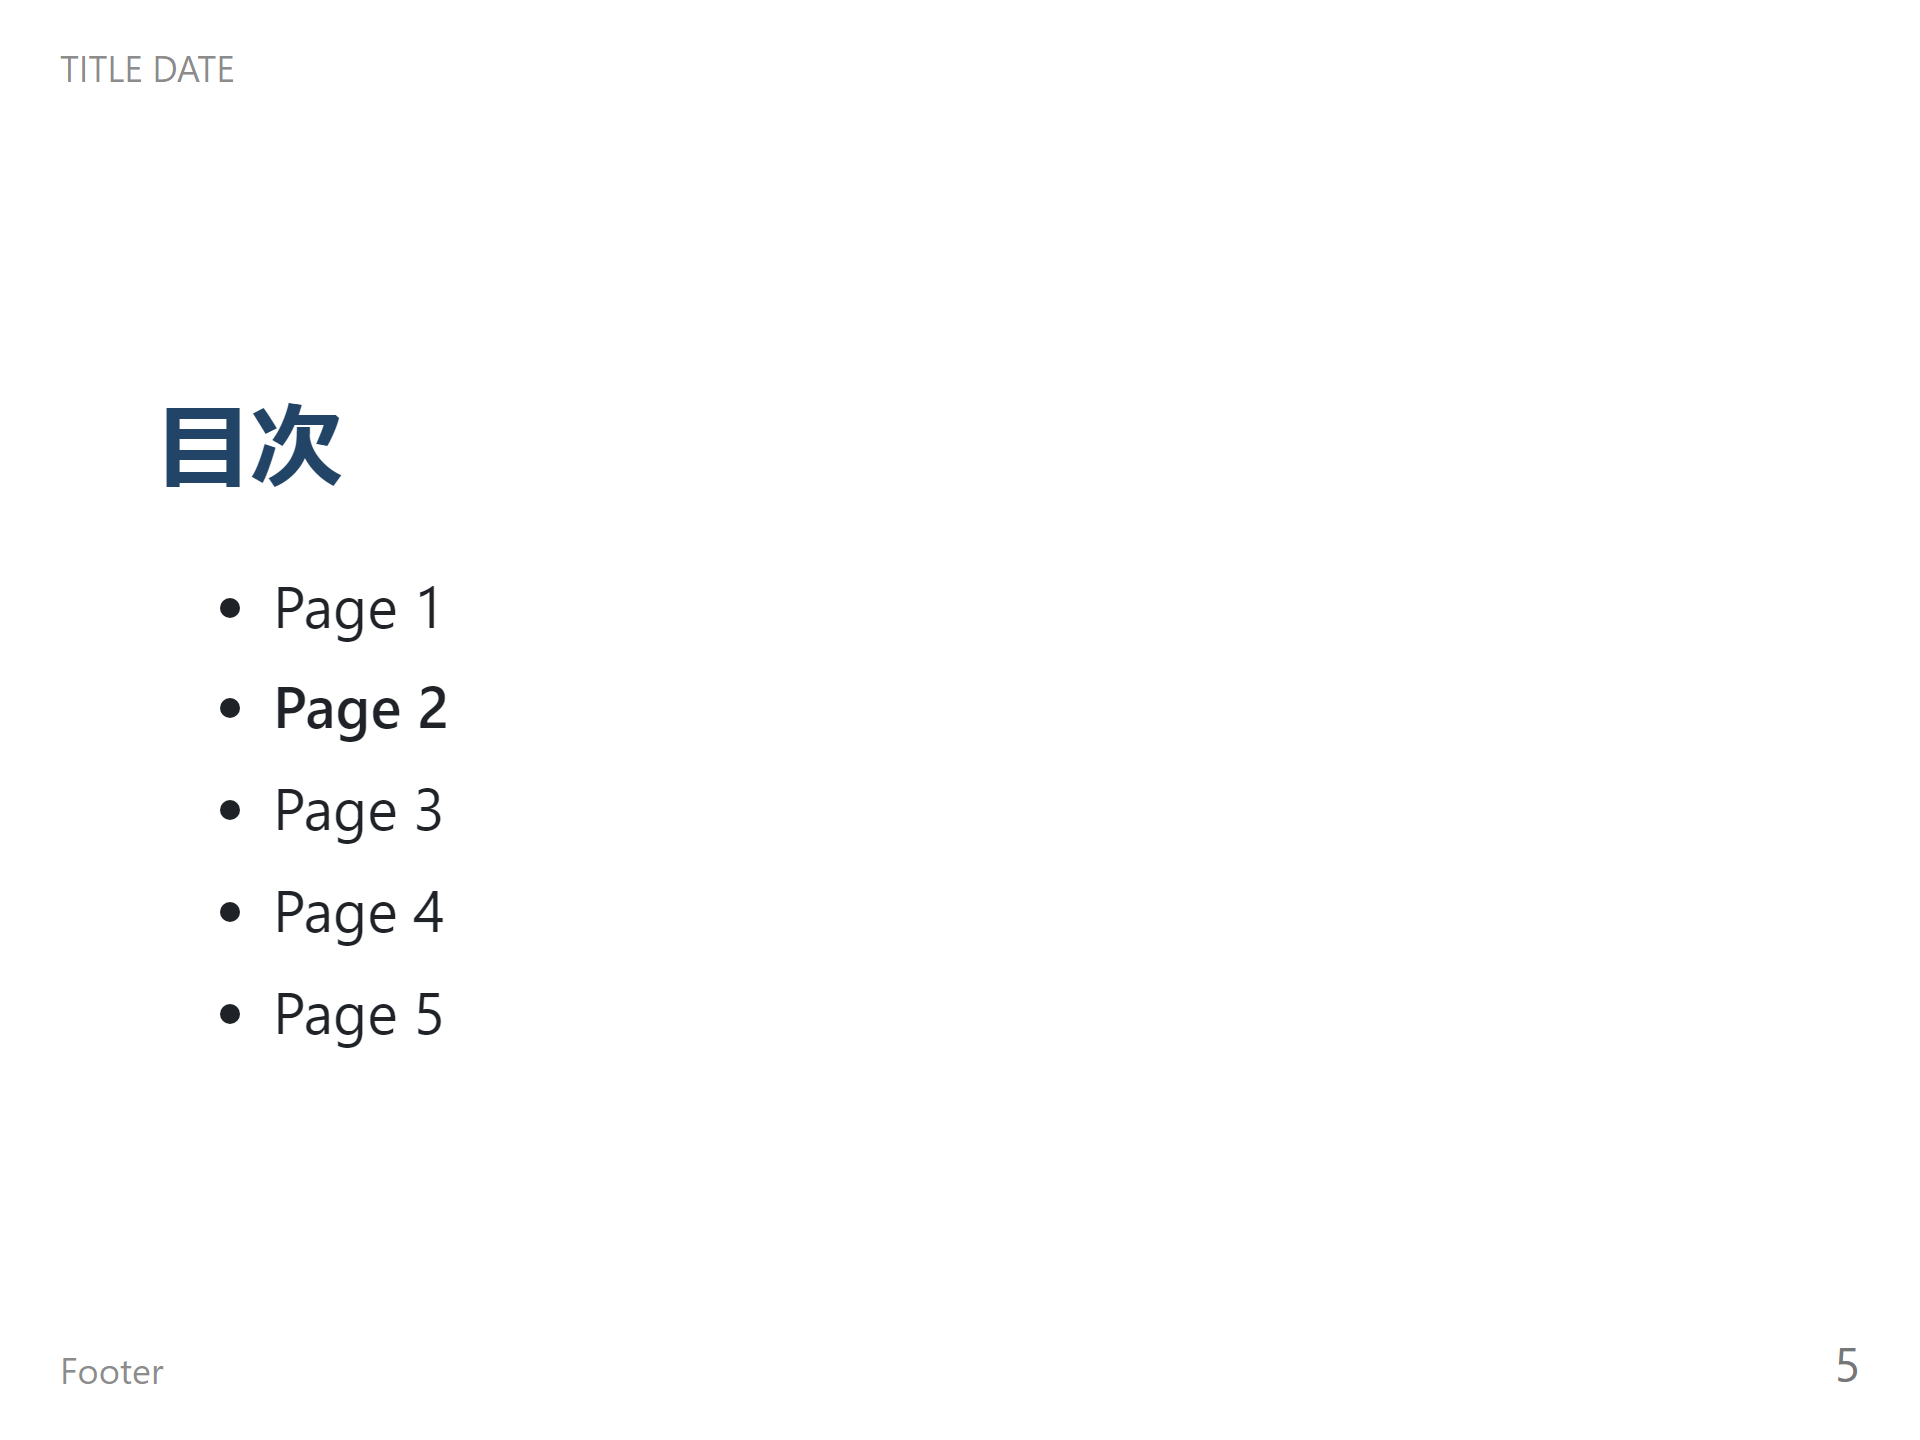 TITLE DATE
目次
Page 1
Page 2
Page 3
Page 4
Page 5
Footer
5